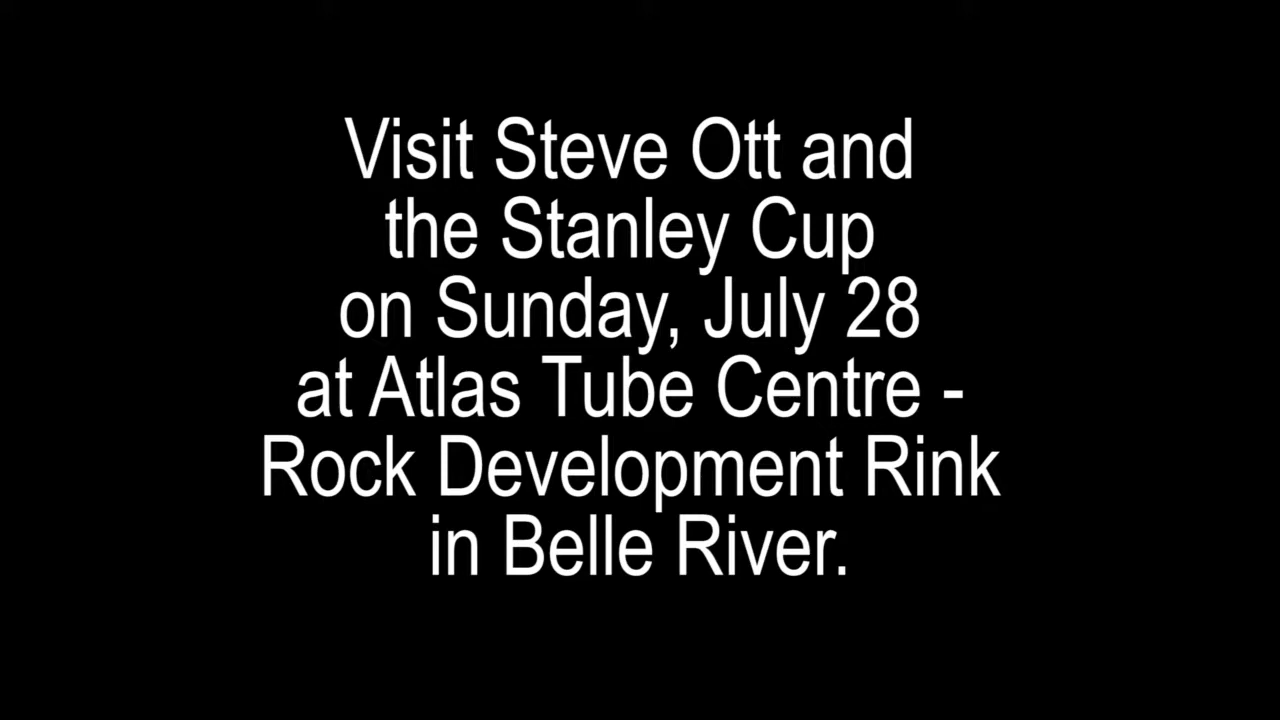 Visit Steve Ott and
the Stanley Cup
on Sunday, July 28
at Atlas Tube Centre -
Rock Development Rink
in Belle River.